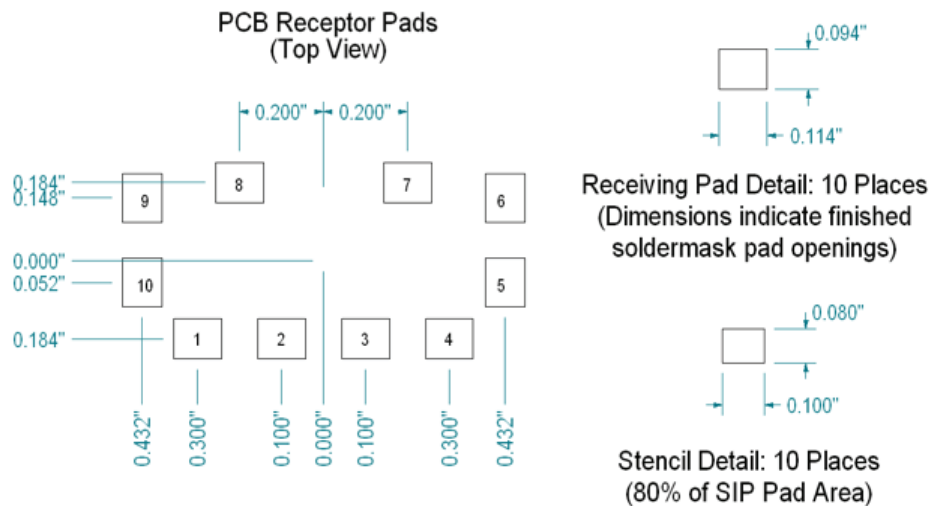 PCB Receptor Pads
(Top View)
0.200" 0.200"
0.184"
0.148"
8 7
9 6
0.000"
0.052"
10 5
0.184"
1 2 3 4
0.432" 0.300" 0.100" 0.000" 0.100" 0.300" 0.432"
0.094"
0.114"
Receiving Pad Detail: 10 Places
(Dimensions indicate finished
soldermask pad openings)
0.080"
0.100"
Stencil Detail: 10 Places
(80% of SIP Pad Area)